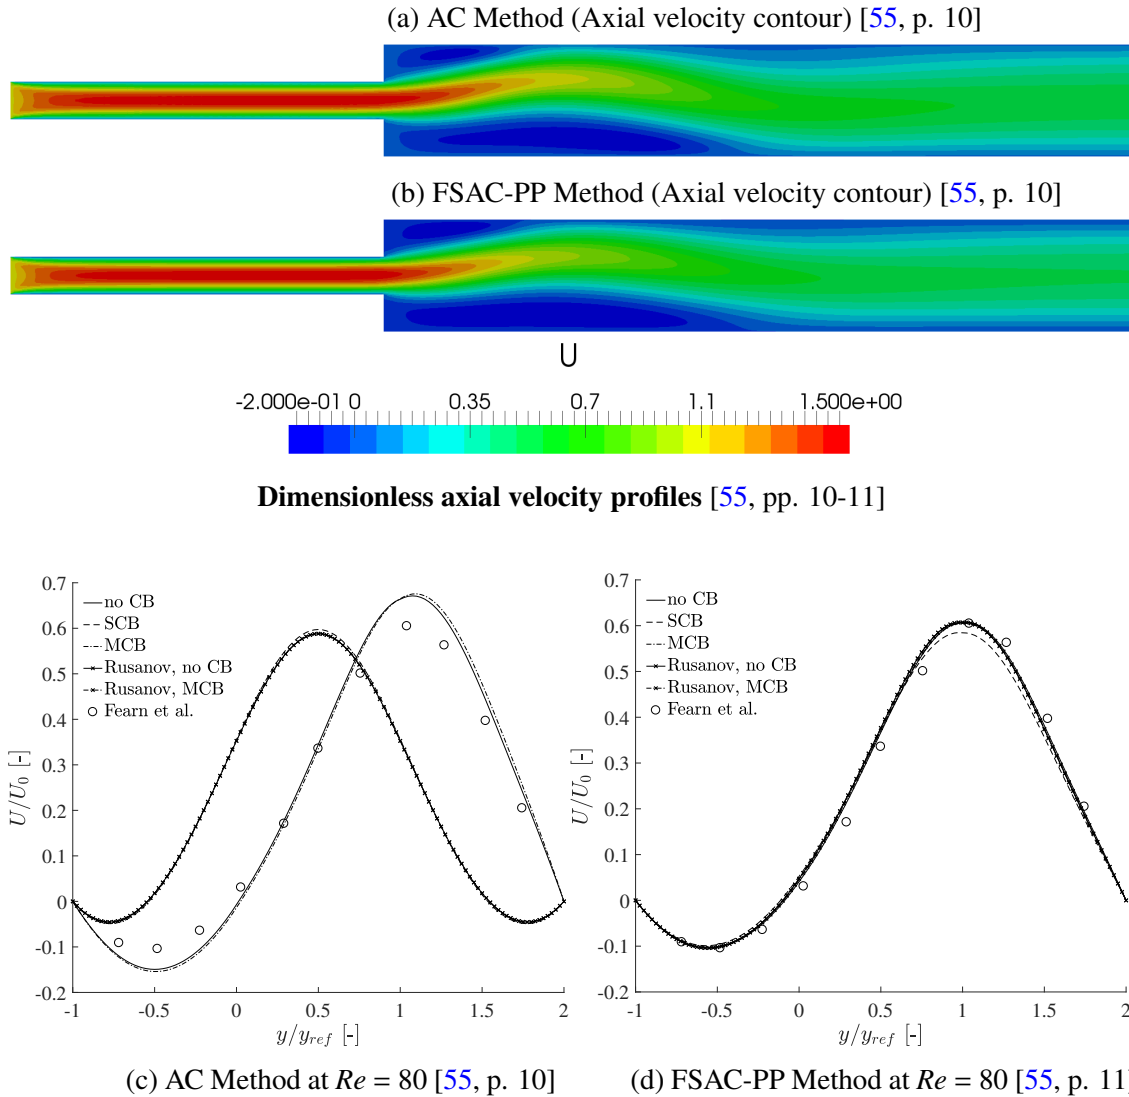 (a) AC Method (Axial velocity contour) [55, p. 10]
(b) FSAC-PP Method (Axial velocity contour) [55, p. 10]
U
-2.000e-01 0 0.35 0.7 1.1 1.500e+00
Dimensionless axial velocity profiles [55, pp. 10-11]
0.7
0.6
0.5
0.4
0.3
0.2
0.1
0
-0.1
-0.2
U/U0 [-]
no CB
SCB
MCB
Rusanov, no CB
Rusanov, MCB
Fearn et al.
-1 -0.5 0 0.5 1 1.5 2
y/yref [-]
(c) AC Method at Re = 80 [55, p. 10]
0.7
0.6
0.5
0.4
0.3
0.2
0.1
0
-0.1
-0.2
U/U0 [-]
no CB
SCB
MCB
Rusanov, no CB
Rusanov, MCB
Fearn et al.
-1 -0.5 0 0.5 1 1.5 2
y/yref [-]
(d) FSAC-PP Method at Re = 80 [55, p. 11]